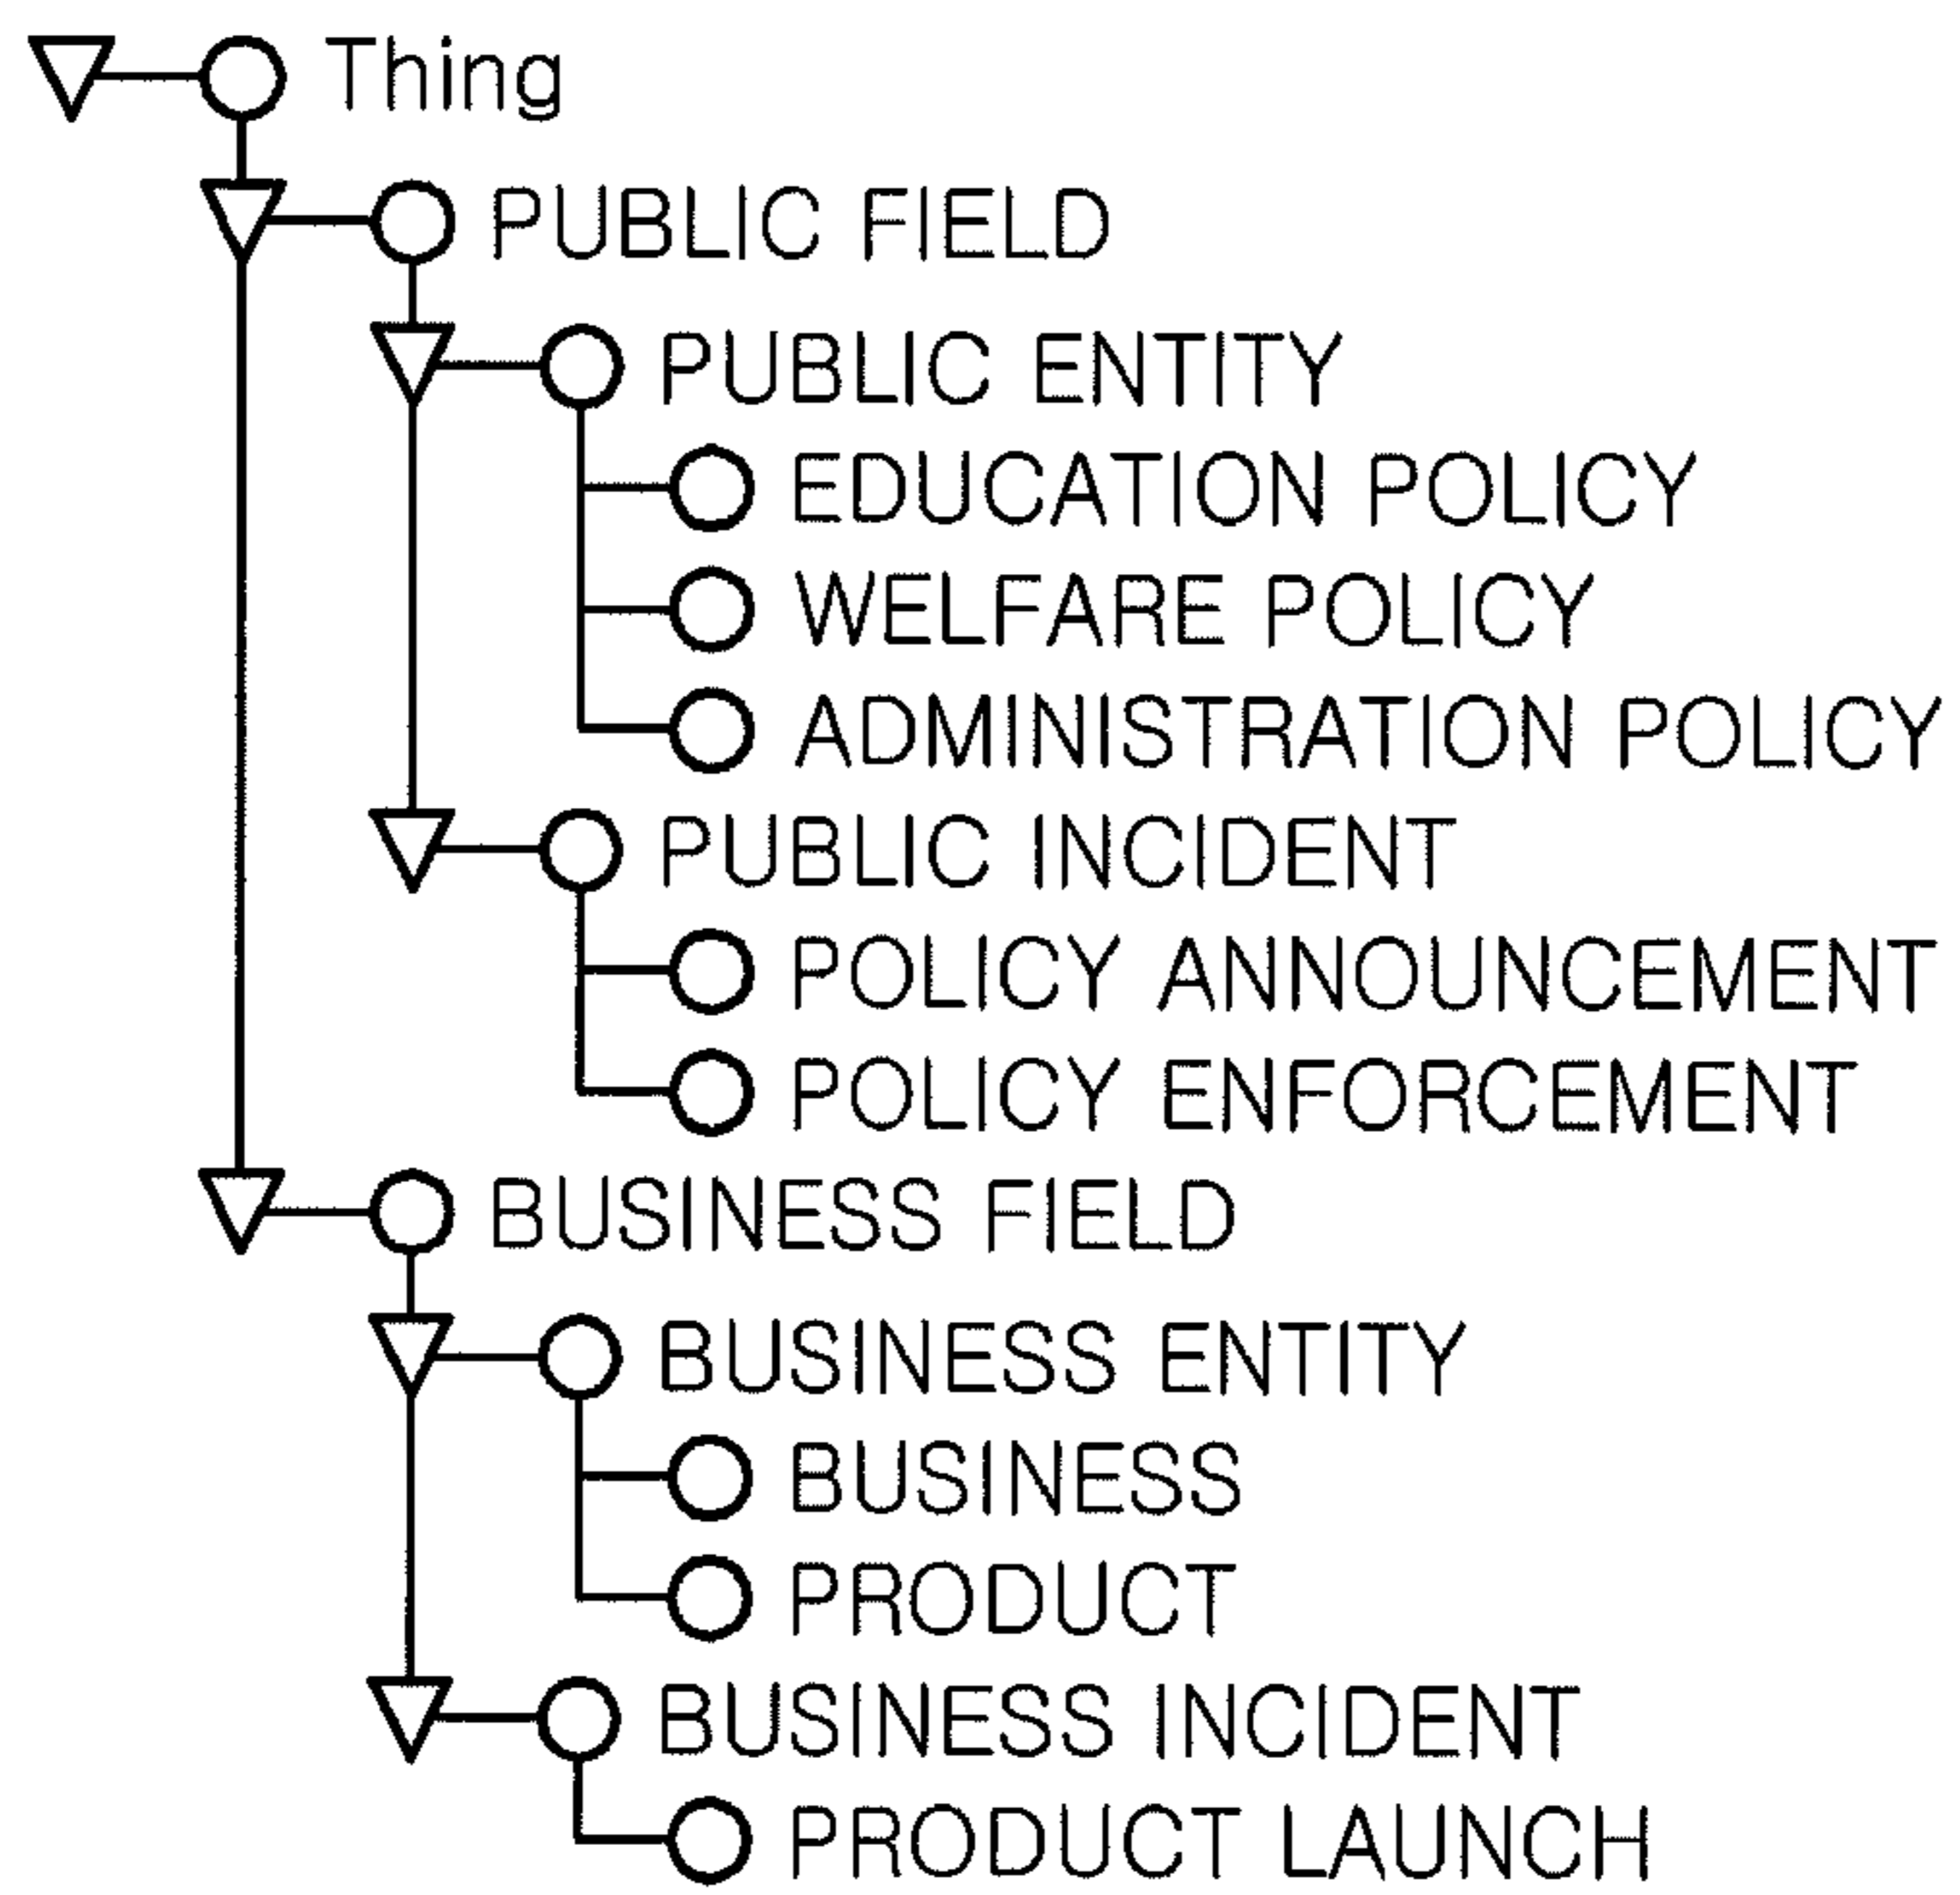 Thing
PUBLIC FIELD
PUBLIC ENTITY
EDUCATION POLICY
WELFARE POLICY
ADMINISTRATION POLICY
PUBLIC INCIDENT
POLICY ANNOUNCEMENT
POLICY ENFORCEMENT
BUSINESS FIELD
BUSINESS ENTITY
BUSINESS
PRODUCT
BUSINESS INCIDENT
PRODUCT LAUNCH